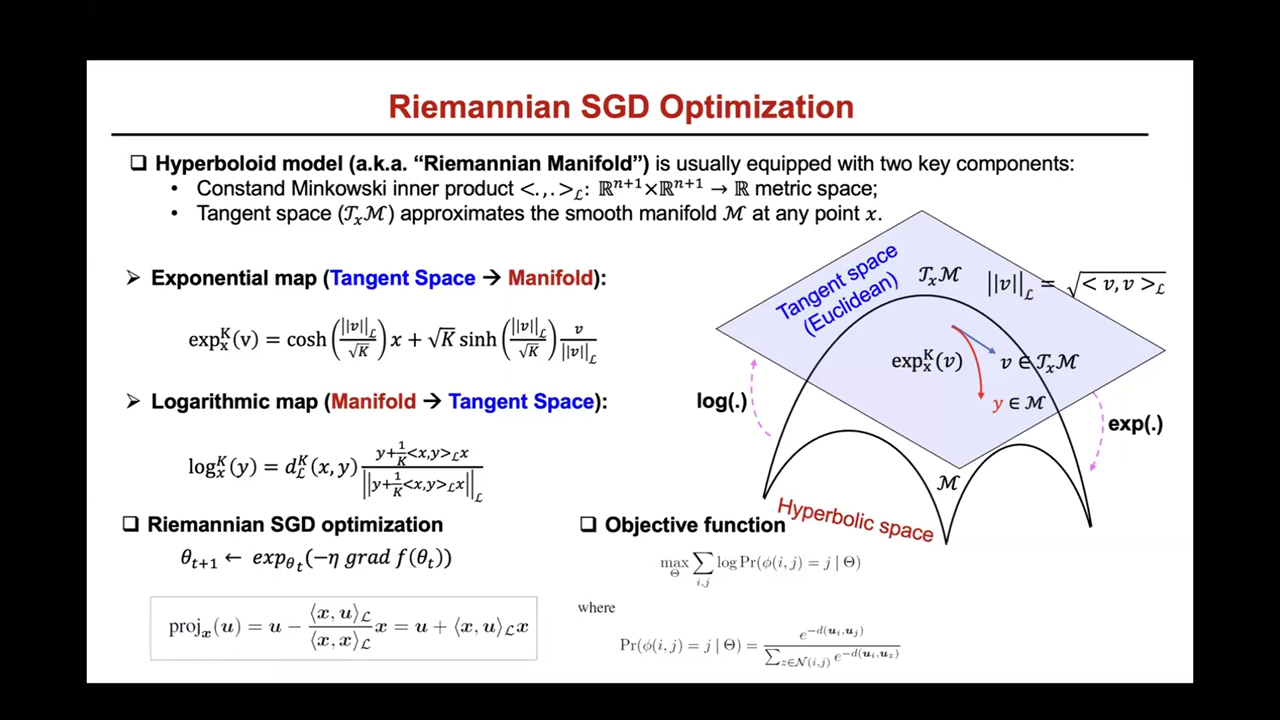 Riemannian SGD Optimization
❑ Hyperboloid model (a.k.a. “Riemannian Manifold”) is usually equipped with two key components:
• Constand Minkowski inner product <.,.>_ℒ: ℝ^{n+1}×ℝ^{n+1} → ℝ metric space;
• Tangent space (𝒯_xℳ) approximates the smooth manifold ℳ at any point x.
➢ Exponential map (Tangent Space → Manifold):
exp_x^K(v) = cosh(||v||_ℒ/√K) x + √K sinh(||v||_ℒ/√K) v/||v||_ℒ
➢ Logarithmic map (Manifold → Tangent Space):
log_x^K(y) = d_ℒ^K(x, y) (y+1/K<x,y>_ℒ x)/||y+1/K<x,y>_ℒ x||_ℒ
Tangent space
(Euclidean)
𝒯_xℳ
||v||_ℒ = √<v, v>_ℒ
exp_x^K(v)
v ∈ 𝒯_xℳ
y ∈ ℳ
log(.)
exp(.)
ℳ
Hyperbolic space
❑ Riemannian SGD optimization
θ_{t+1} ← exp_{θ_t}(−η grad f(θ_t))
proj_x(u) = u − ⟨x, u⟩_ℒ/⟨x, x⟩_ℒ x = u + ⟨x, u⟩_ℒ x
❑ Objective function
max_Θ ∑_{i,j} log Pr(ϕ(i, j) = j | Θ)
where
Pr(ϕ(i, j) = j | Θ) = e^{−d(u_i,u_j)}/∑_{z∈𝒩(i,j)} e^{−d(u_i,u_z)}